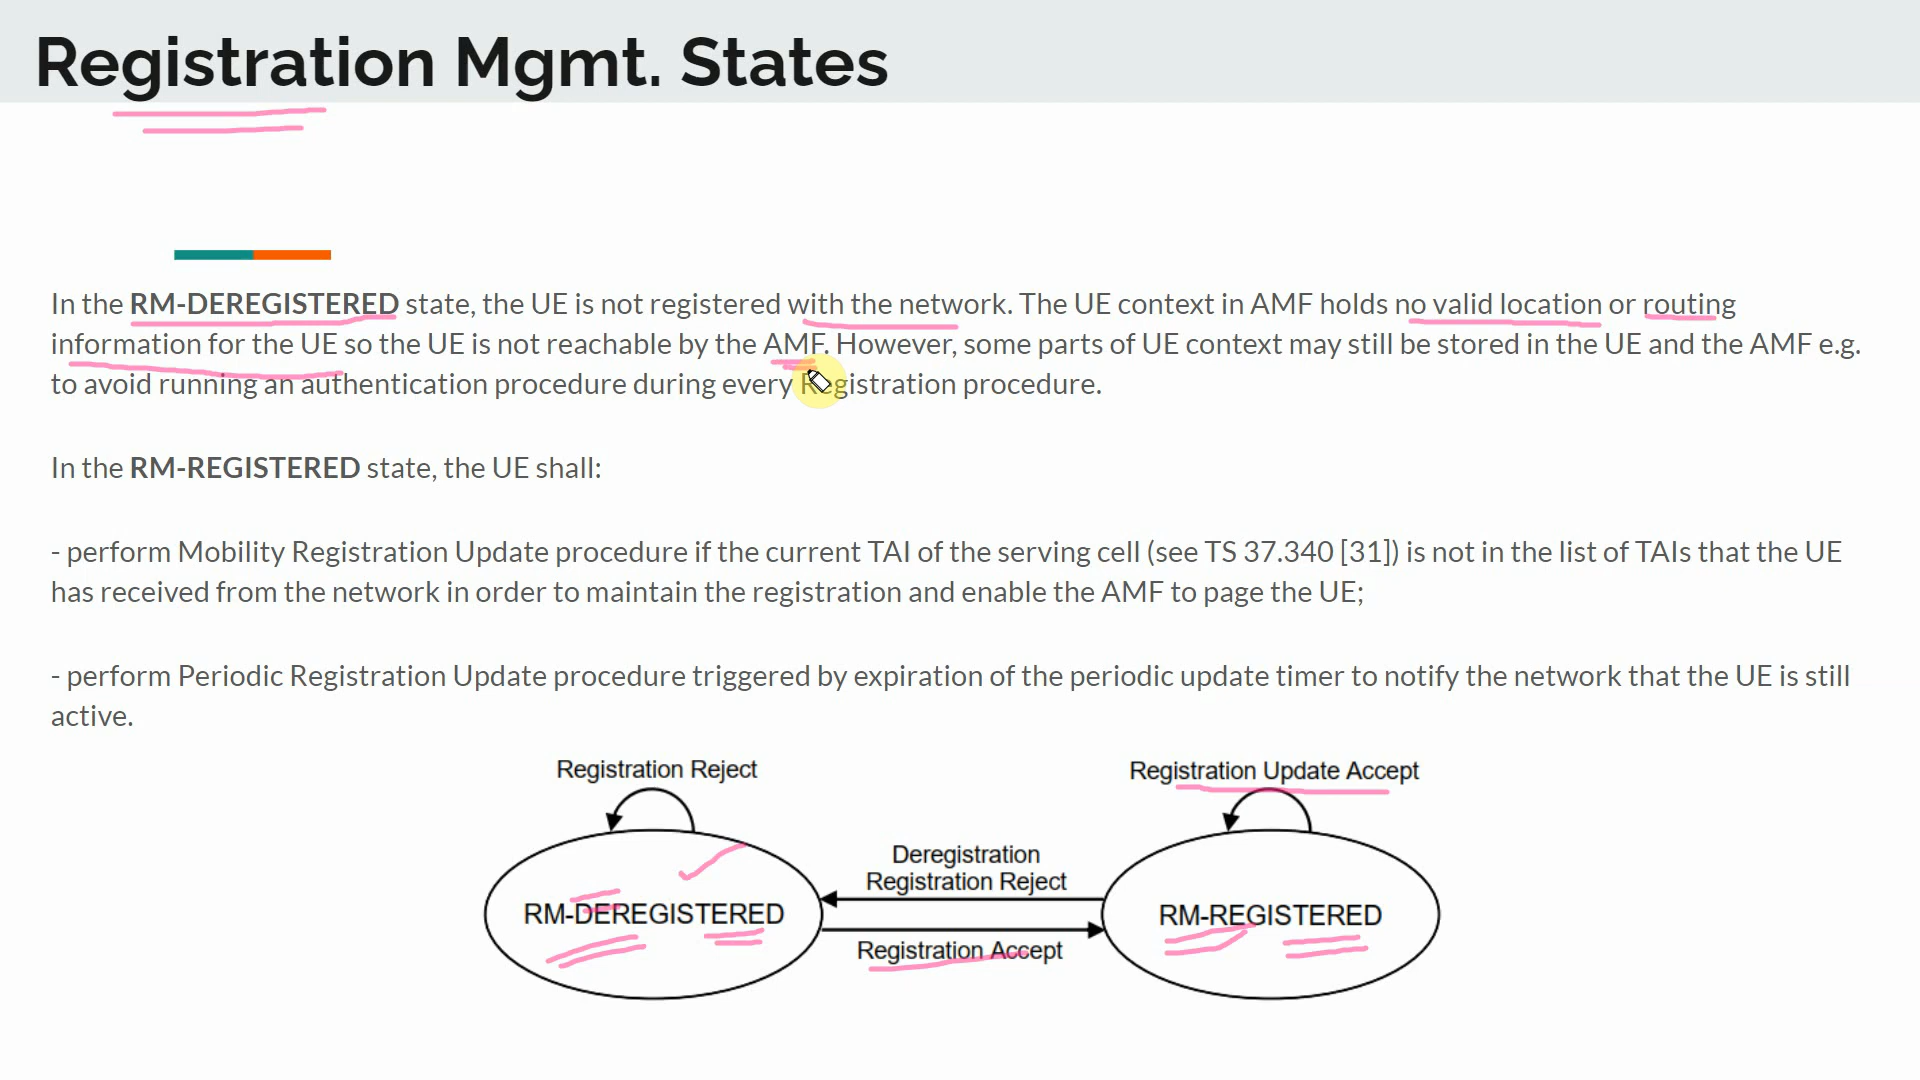 Registration Mgmt. States
In the RM-DEREGISTERED state, the UE is not registered with the network. The UE context in AMF holds no valid location or routing
information for the UE so the UE is not reachable by the AMF. However, some parts of UE context may still be stored in the UE and the AMF e.g.
to avoid running an authentication procedure during every Registration procedure.
In the RM-REGISTERED state, the UE shall:
- perform Mobility Registration Update procedure if the current TAI of the serving cell (see TS 37.340 [31]) is not in the list of TAIs that the UE
has received from the network in order to maintain the registration and enable the AMF to page the UE;
- perform Periodic Registration Update procedure triggered by expiration of the periodic update timer to notify the network that the UE is still
active.
Registration Reject
Registration Update Accept
Deregistration
Registration Reject
RM-DEREGISTERED
RM-REGISTERED
Registration Accept